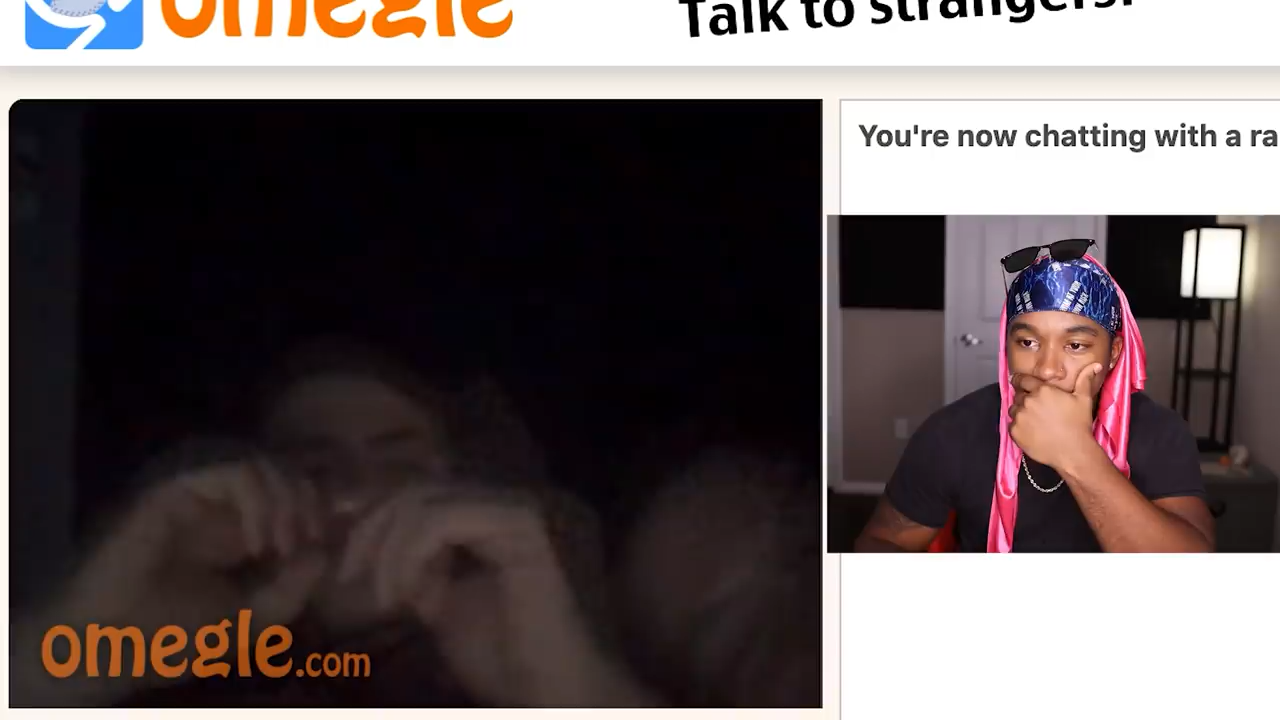 omegle
Talk to strangers!
You're now chatting with a ra
omegle.com